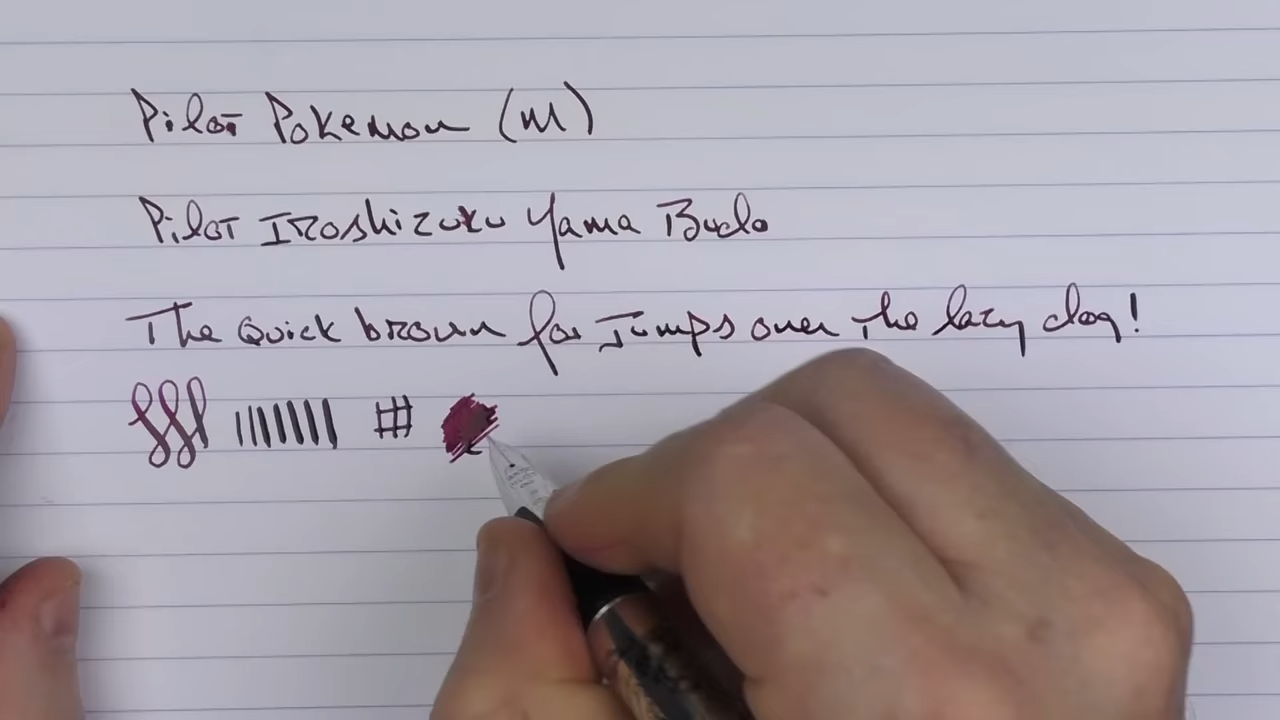 Pilot Pokemon (M)
Pilot Iroshizuku Yama Budo
The Quick brown fox Jumps over the lazy dog!
#